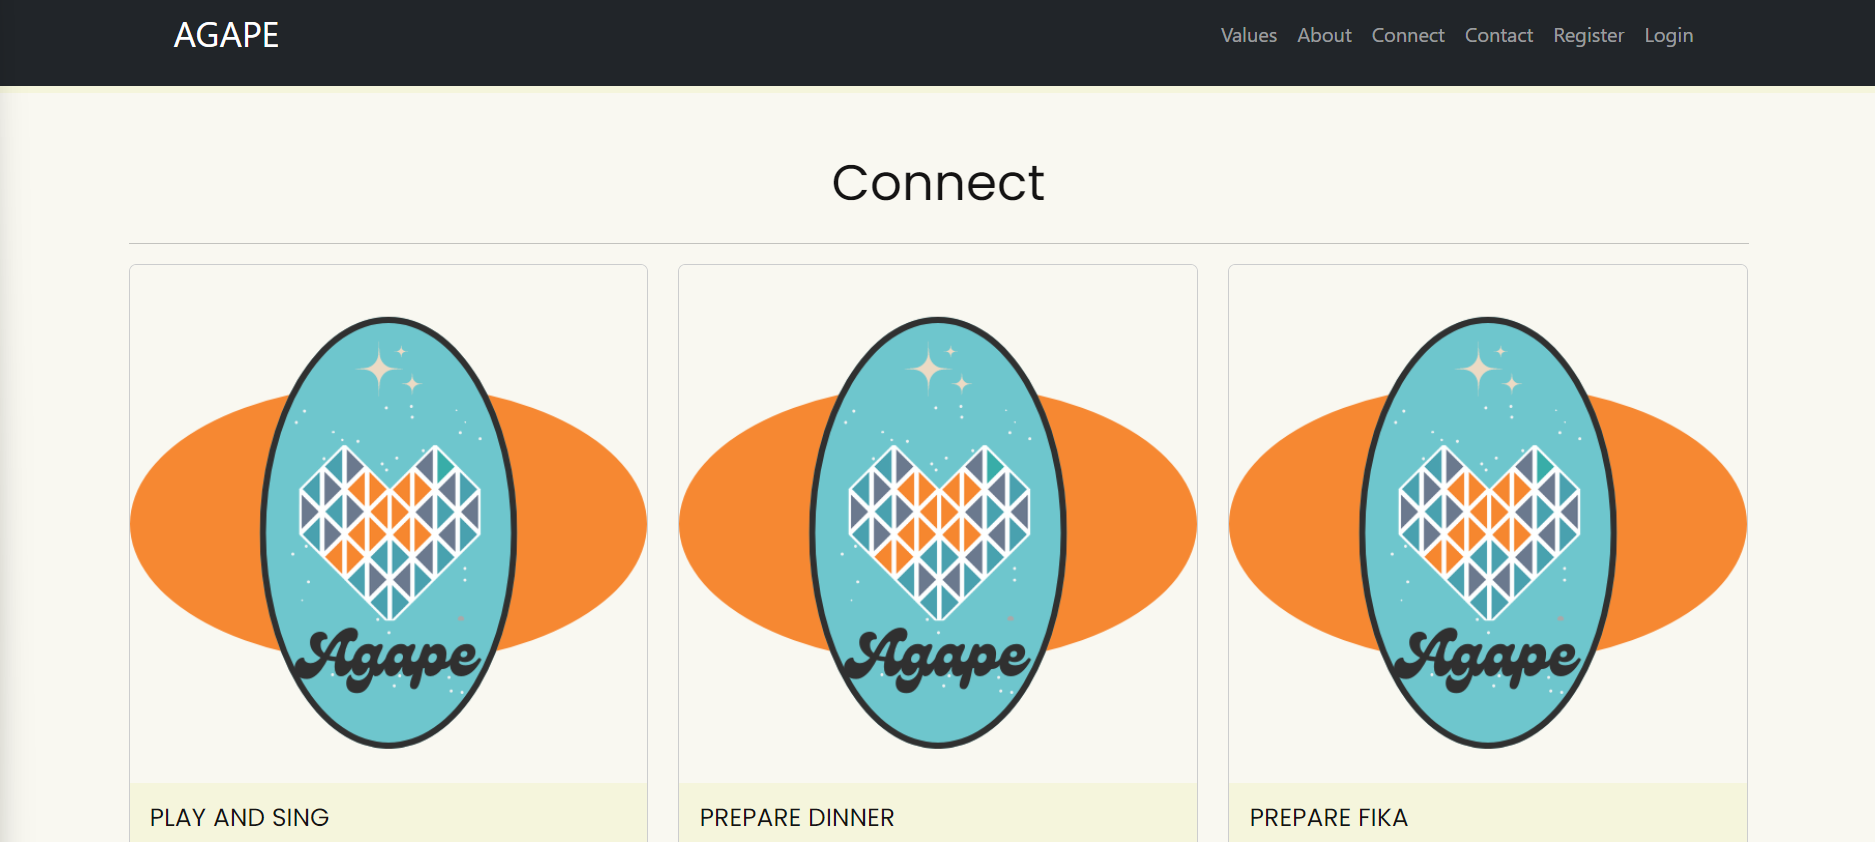 AGAPE
Values About Connect Contact Register Login
Connect
Agape
Agape
Agape
PLAY AND SING
PREPARE DINNER
PREPARE FIKA